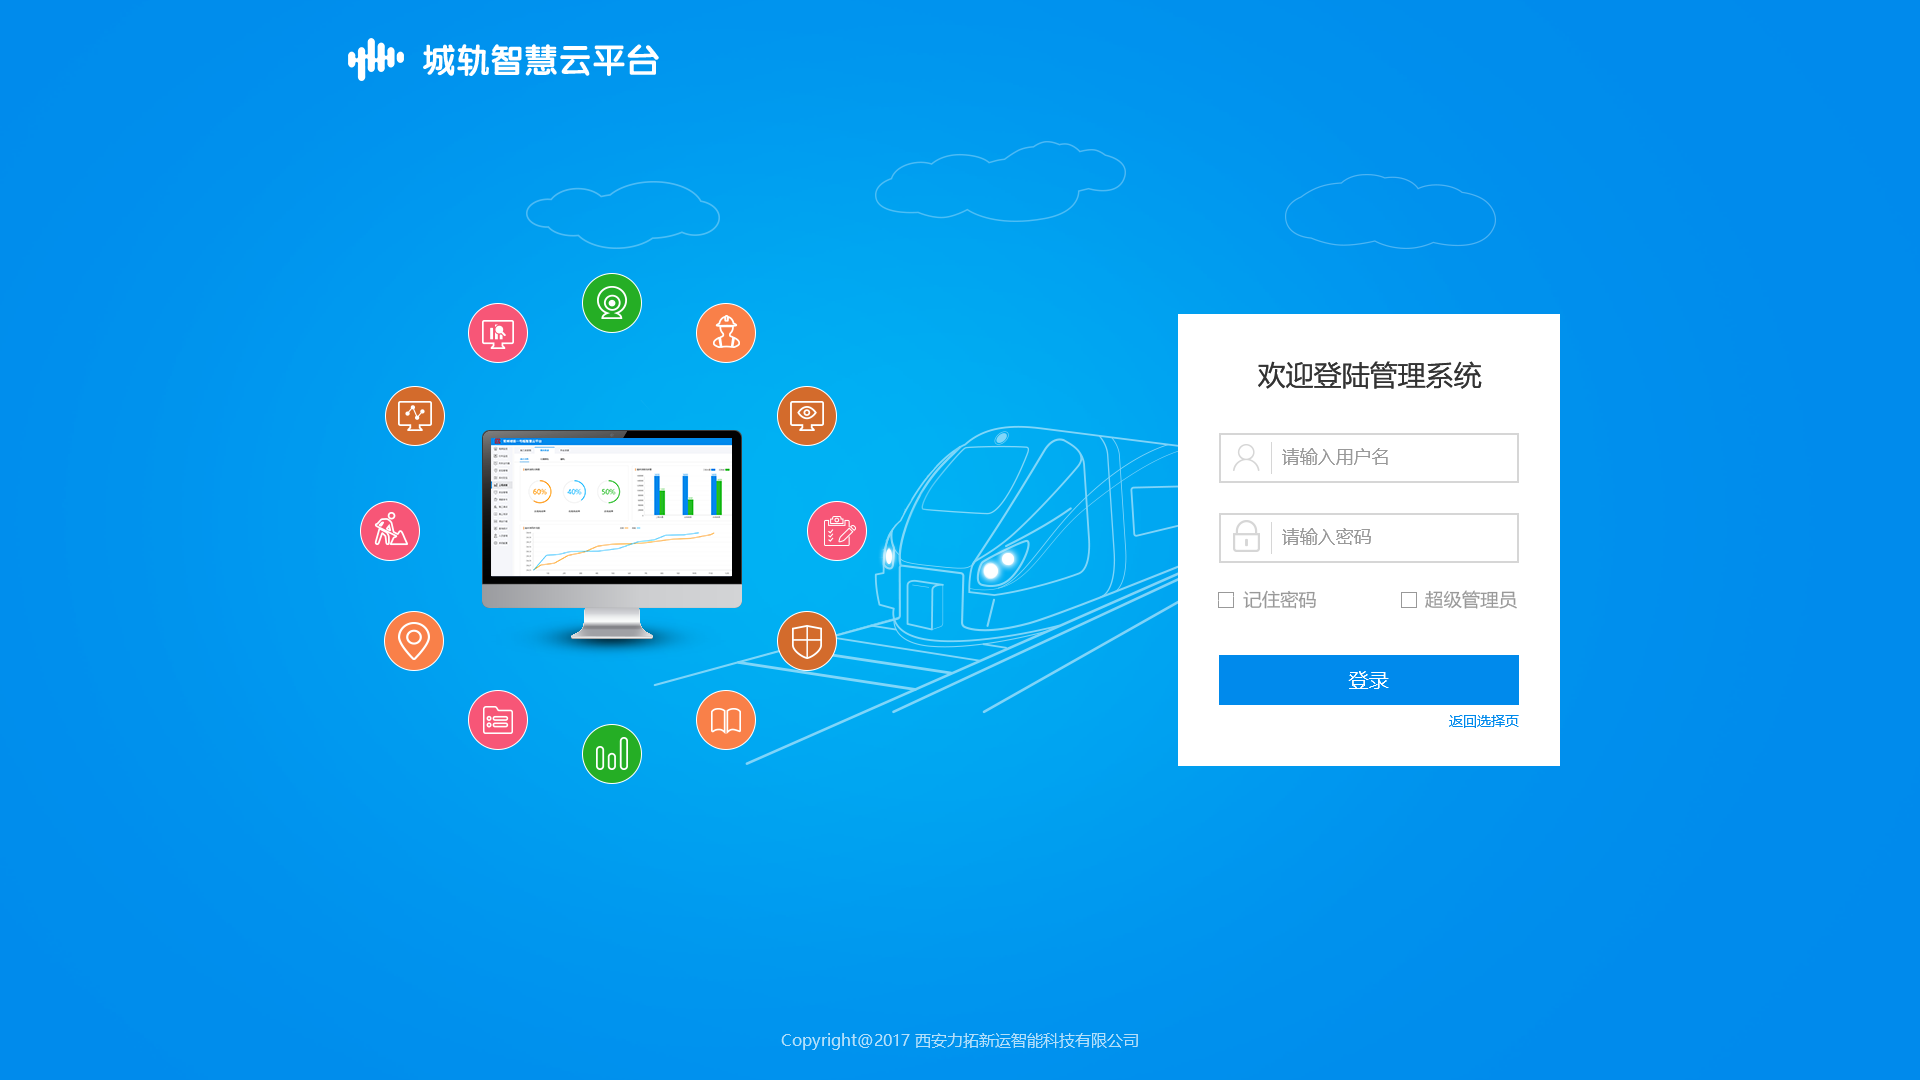 城轨智慧云平台
60%
40%
50%
欢迎登陆管理系统
请输入用户名
请输入密码
记住密码
超级管理员
登录
返回选择页
Copyright@2017 西安力拓新运智能科技有限公司